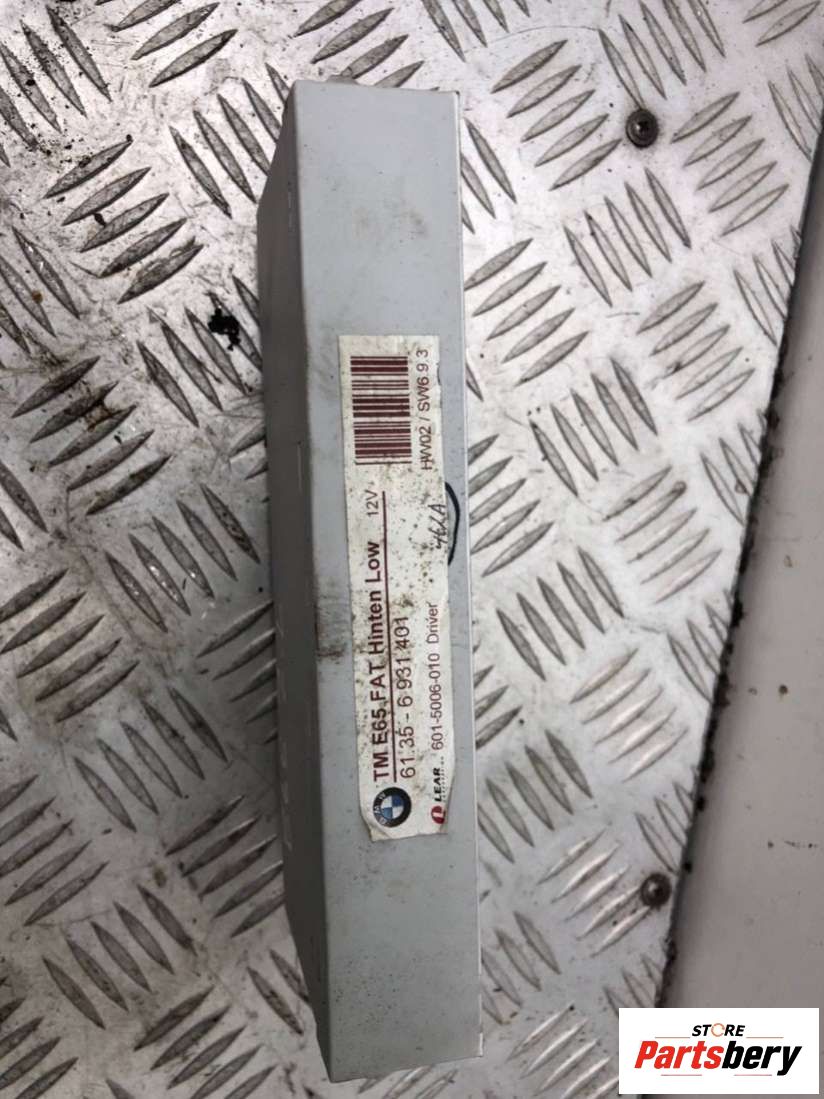 TM E65 FAT Hinten Low 12V
61.35 - 6 931 401
LEAR 601-5006-010 Driver
HW02 / SW6.9.3
BMW
STORE
Partsbery